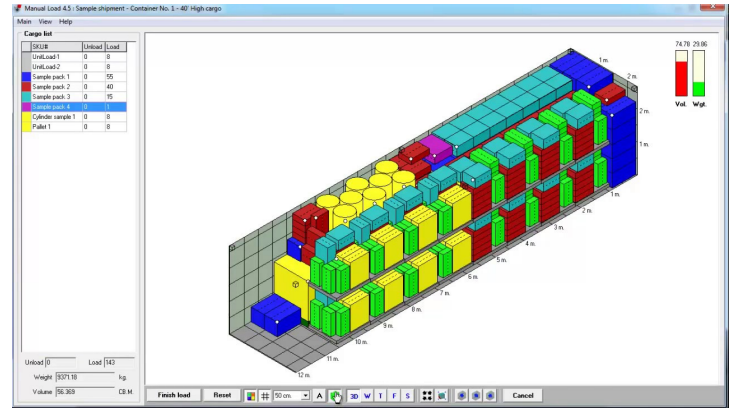 Manual Load 4.5 : Sample shipment - Container No. 1 - 40' High cargo
Main View Help
Cargo list
SKU# Unload Load
UnitLoad-1 0 8
UnitLoad-2 0 8
Sample pack 1 0 55
Sample pack 2 0 40
Sample pack 3 0 15
Sample pack 4 0 1
Cylinder sample 1 0 8
Pallet 1 0 8
74.78 29.86
Vol. Wgt.
1 m.
2 m.
2 m.
1 m.
1 m.
2 m.
3 m.
4 m.
5 m.
6 m.
7 m.
8 m.
9 m.
10 m.
11 m.
12 m.
Unload 0 Load 143
Weight 9371.18 kg.
Volume 56.369 CB.M.
Finish load Reset 50 cm. A 3D W T F S Cancel